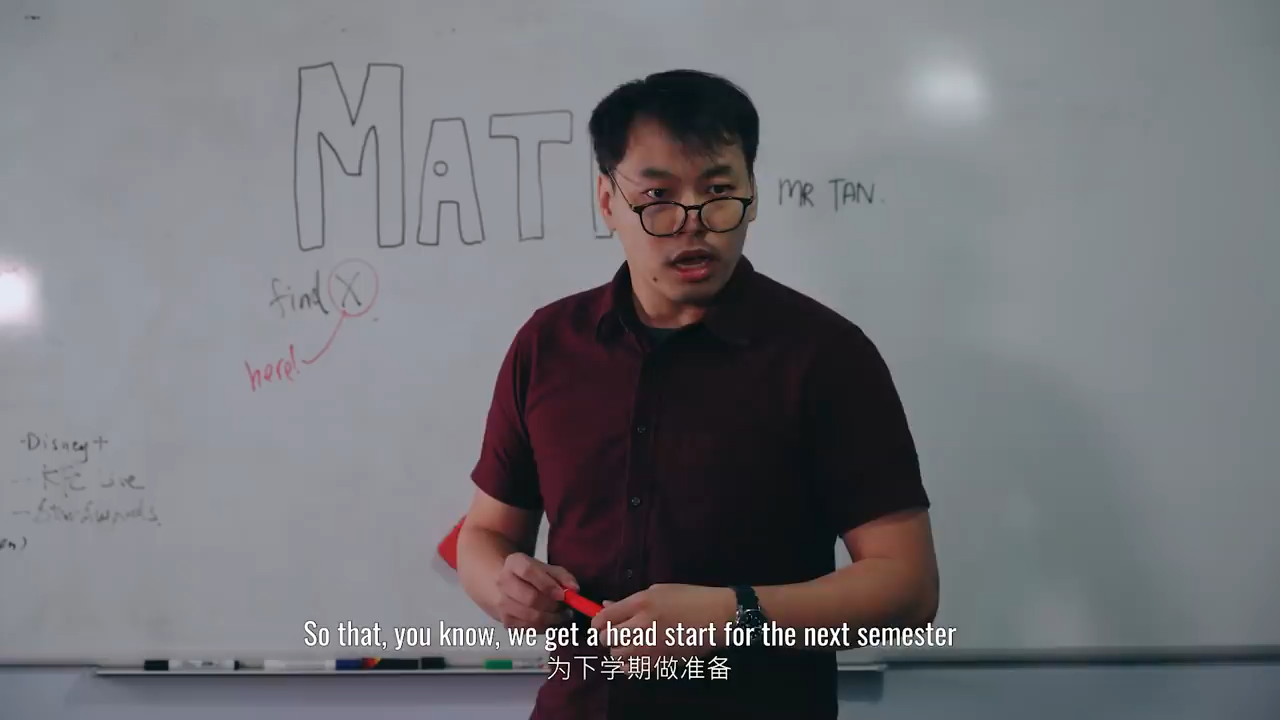 MAT
MR TAN.
find X
here!
-Disney+
So that, you know, we get a head start for the next semester
为下学期做准备